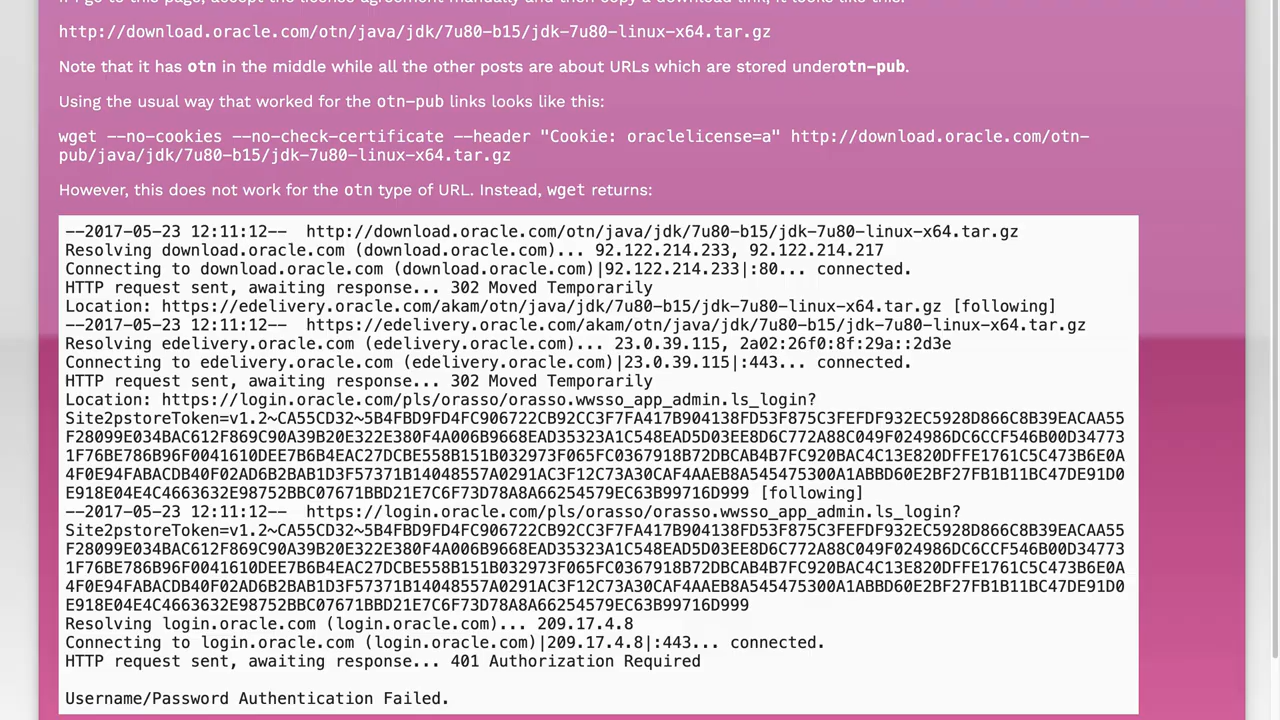 http://download.oracle.com/otn/java/jdk/7u80-b15/jdk-7u80-linux-x64.tar.gz
Note that it has otn in the middle while all the other posts are about URLs which are stored underotn-pub.
Using the usual way that worked for the otn-pub links looks like this:
wget --no-cookies --no-check-certificate --header "Cookie: oraclelicense=a" http://download.oracle.com/otn-
pub/java/jdk/7u80-b15/jdk-7u80-linux-x64.tar.gz
However, this does not work for the otn type of URL. Instead, wget returns:
--2017-05-23 12:11:12--  http://download.oracle.com/otn/java/jdk/7u80-b15/jdk-7u80-linux-x64.tar.gz
Resolving download.oracle.com (download.oracle.com)... 92.122.214.233, 92.122.214.217
Connecting to download.oracle.com (download.oracle.com)|92.122.214.233|:80... connected.
HTTP request sent, awaiting response... 302 Moved Temporarily
Location: https://edelivery.oracle.com/akam/otn/java/jdk/7u80-b15/jdk-7u80-linux-x64.tar.gz [following]
--2017-05-23 12:11:12--  https://edelivery.oracle.com/akam/otn/java/jdk/7u80-b15/jdk-7u80-linux-x64.tar.gz
Resolving edelivery.oracle.com (edelivery.oracle.com)... 23.0.39.115, 2a02:26f0:8f:29a::2d3e
Connecting to edelivery.oracle.com (edelivery.oracle.com)|23.0.39.115|:443... connected.
HTTP request sent, awaiting response... 302 Moved Temporarily
Location: https://login.oracle.com/pls/orasso/orasso.wwsso_app_admin.ls_login?
Site2pstoreToken=v1.2~CA55CD32~5B4FBD9FD4FC906722CB92CC3F7FA417B904138FD53F875C3FEFDF932EC5928D866C8B39EACAA55
F28099E034BAC612F869C90A39B20E322E380F4A006B9668EAD35323A1C548EAD5D03EE8D6C772A88C049F024986DC6CCF546B00D34773
1F76BE786B96F0041610DEE7B6B4EAC27DCBE558B151B032973F065FC0367918B72DBCAB4B7FC920BAC4C13E820DFFE1761C5C473B6E0A
4F0E94FABACDB40F02AD6B2BAB1D3F57371B14048557A0291AC3F12C73A30CAF4AAEB8A545475300A1ABBD60E2BF27FB1B11BC47DE91D0
E918E04E4C4663632E98752BBC07671BBD21E7C6F73D78A8A66254579EC63B99716D999 [following]
--2017-05-23 12:11:12--  https://login.oracle.com/pls/orasso/orasso.wwsso_app_admin.ls_login?
Site2pstoreToken=v1.2~CA55CD32~5B4FBD9FD4FC906722CB92CC3F7FA417B904138FD53F875C3FEFDF932EC5928D866C8B39EACAA55
F28099E034BAC612F869C90A39B20E322E380F4A006B9668EAD35323A1C548EAD5D03EE8D6C772A88C049F024986DC6CCF546B00D34773
1F76BE786B96F0041610DEE7B6B4EAC27DCBE558B151B032973F065FC0367918B72DBCAB4B7FC920BAC4C13E820DFFE1761C5C473B6E0A
4F0E94FABACDB40F02AD6B2BAB1D3F57371B14048557A0291AC3F12C73A30CAF4AAEB8A545475300A1ABBD60E2BF27FB1B11BC47DE91D0
E918E04E4C4663632E98752BBC07671BBD21E7C6F73D78A8A66254579EC63B99716D999
Resolving login.oracle.com (login.oracle.com)... 209.17.4.8
Connecting to login.oracle.com (login.oracle.com)|209.17.4.8|:443... connected.
HTTP request sent, awaiting response... 401 Authorization Required
Username/Password Authentication Failed.